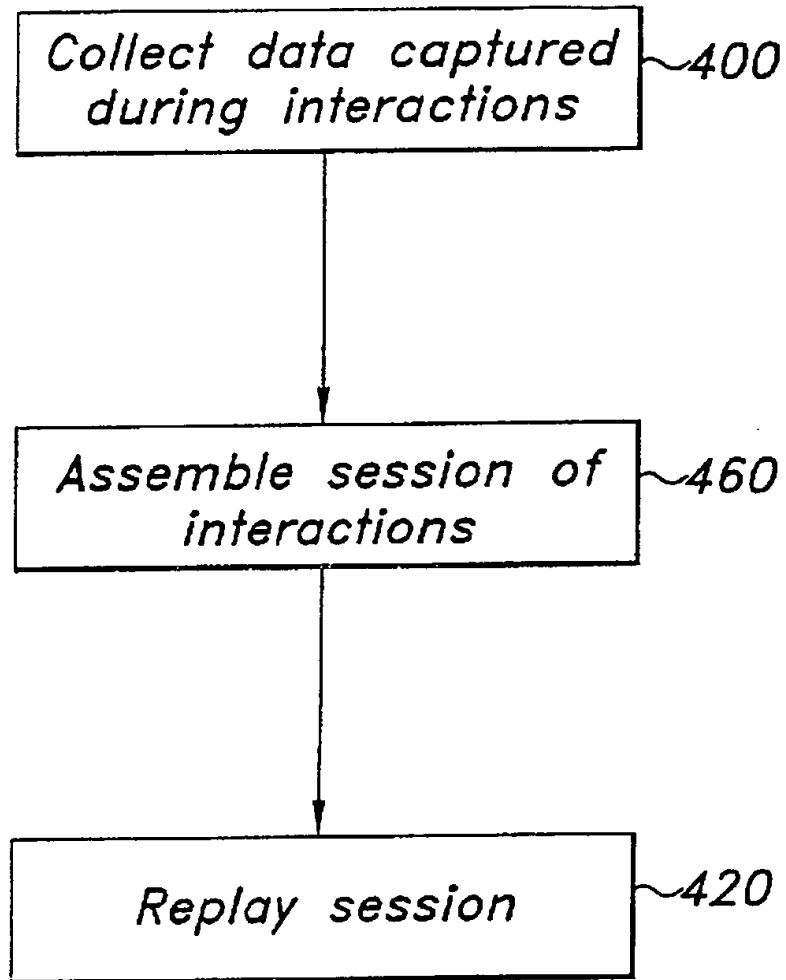 Collect data captured
during interactions
400
Assemble session of
interactions
460
Replay session
420